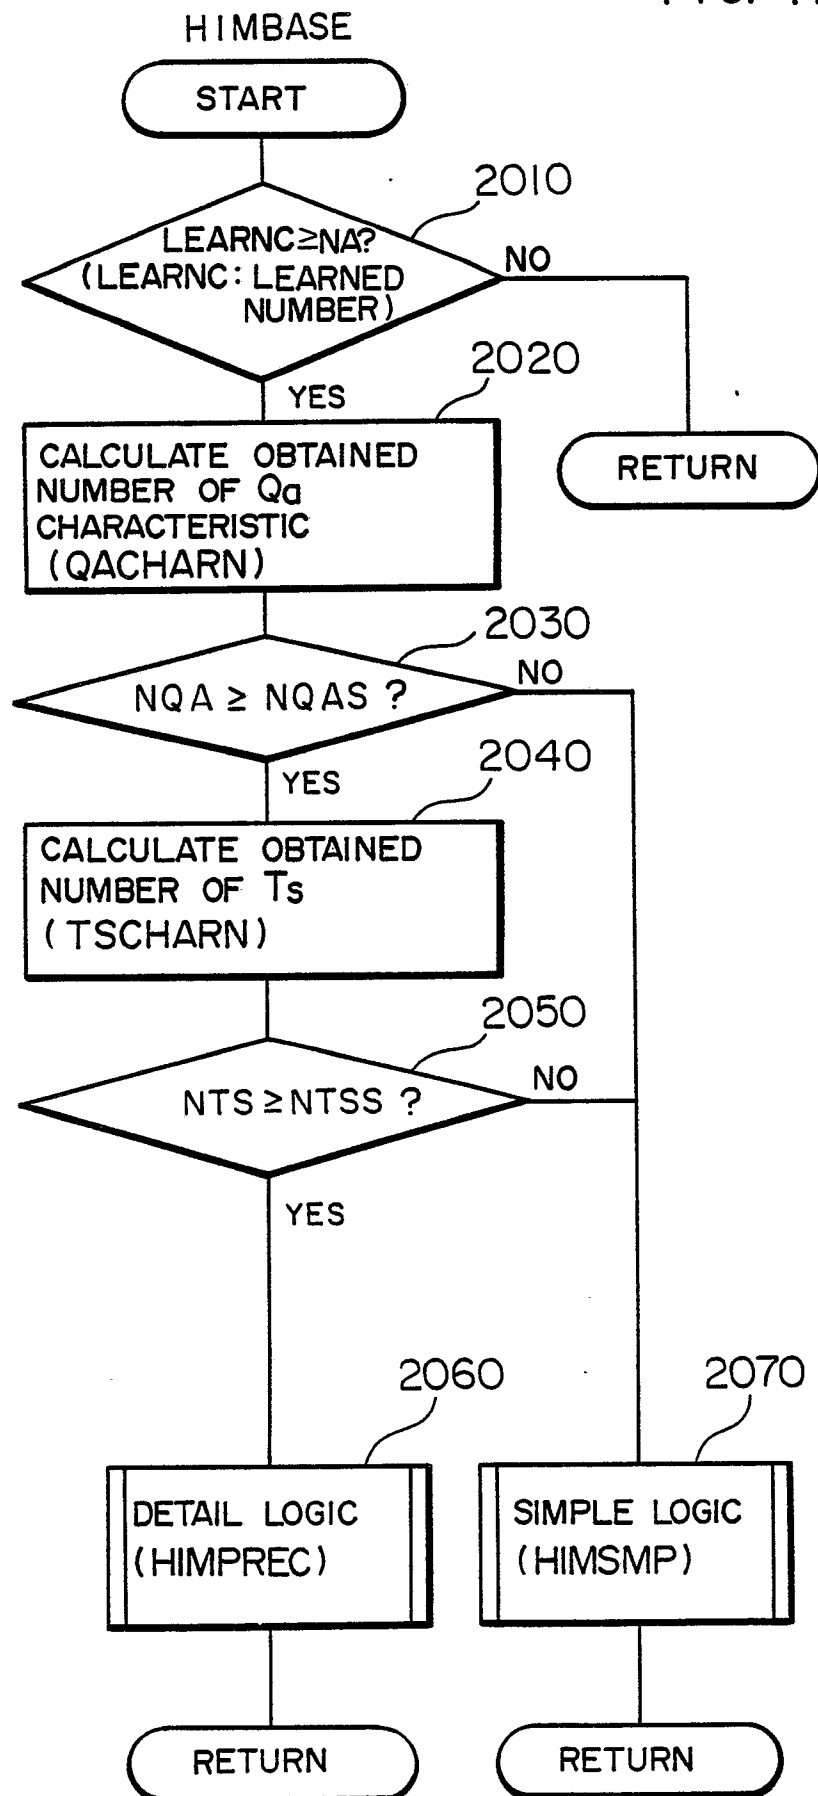 HIMBASE
START
2010
LEARNC≥NA?
(LEARNC: LEARNED
NUMBER)
NO
YES
2020
CALCULATE OBTAINED
NUMBER OF Qa
CHARACTERISTIC
(QACHARN)
RETURN
2030
NQA ≥ NQAS ?
NO
YES
2040
CALCULATE OBTAINED
NUMBER OF Ts
(TSCHARN)
2050
NTS ≥ NTSS ?
NO
YES
2060
2070
DETAIL LOGIC
(HIMPREC)
SIMPLE LOGIC
(HIMSMP)
RETURN
RETURN